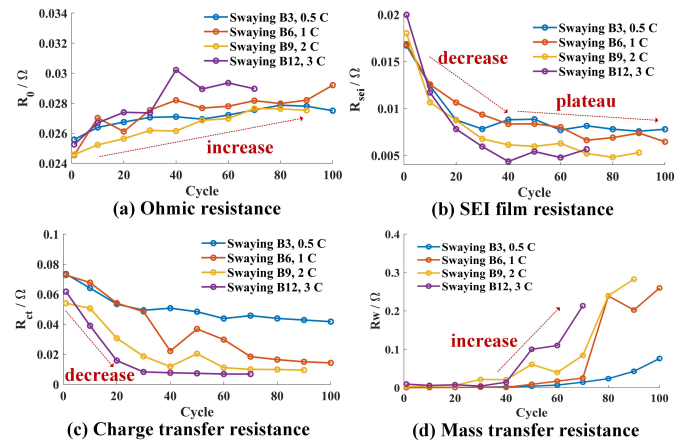 0.034
0.032
0.03
0.028
0.026
0.024
R0 / Ω
Swaying B3, 0.5 C
Swaying B6, 1 C
Swaying B9, 2 C
Swaying B12, 3 C
increase
0 20 40 60 80 100
Cycle
(a) Ohmic resistance
0.02
0.015
0.01
0.005
Rsei / Ω
Swaying B3, 0.5 C
Swaying B6, 1 C
Swaying B9, 2 C
Swaying B12, 3 C
decrease
plateau
0 20 40 60 80 100
Cycle
(b) SEI film resistance
0.1
0.08
0.06
0.04
0.02
0
Rct / Ω
Swaying B3, 0.5 C
Swaying B6, 1 C
Swaying B9, 2 C
Swaying B12, 3 C
decrease
0 20 40 60 80 100
Cycle
(c) Charge transfer resistance
0.4
0.3
0.2
0.1
0
Rw / Ω
Swaying B3, 0.5 C
Swaying B6, 1 C
Swaying B9, 2 C
Swaying B12, 3 C
increase
0 20 40 60 80 100
Cycle
(d) Mass transfer resistance